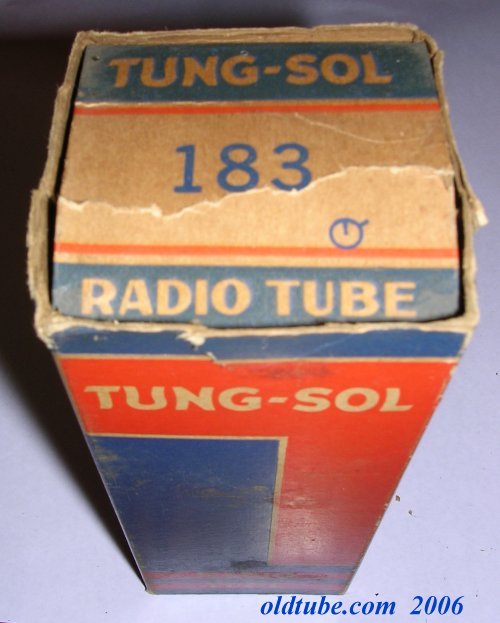 TUNG-SOL
183
RADIO TUBE
TUNG-SOL
oldtube.com 2006